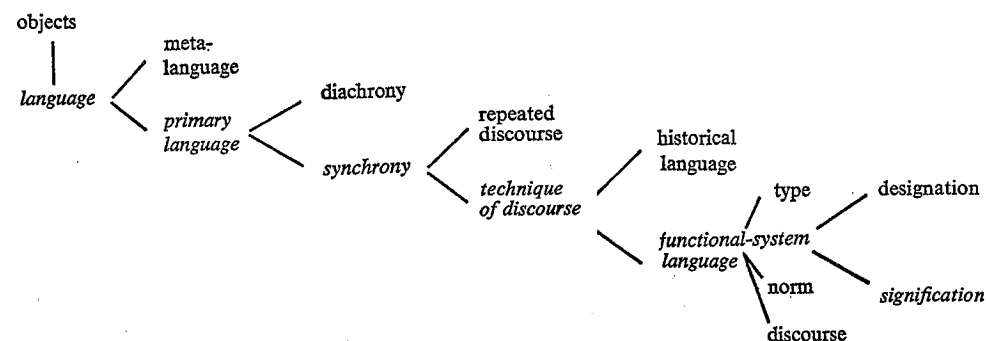 objects
meta-
language
language
primary
language
diachrony
synchrony
repeated
discourse
technique
of discourse
historical
language
type
functional-system
language
norm
discourse
designation
signification